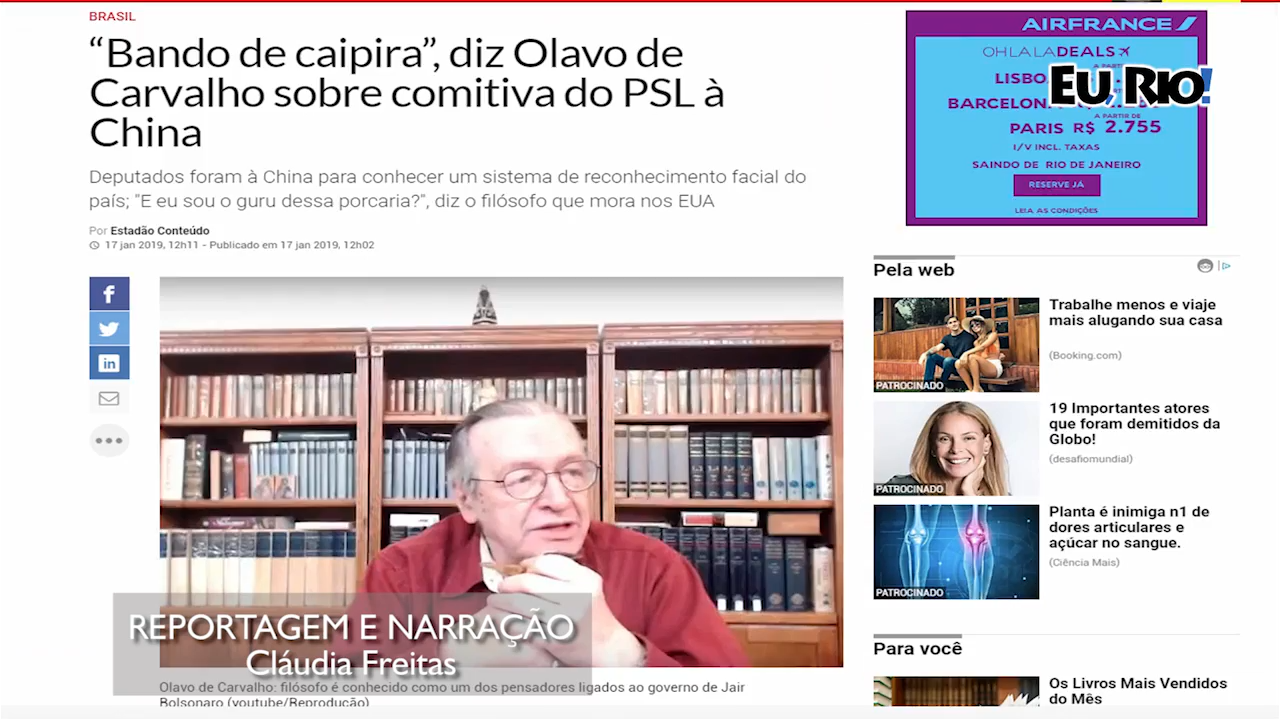 BRASIL
“Bando de caipira”, diz Olavo de
Carvalho sobre comitiva do PSL à
China
Deputados foram à China para conhecer um sistema de reconhecimento facial do
país; "E eu sou o guru dessa porcaria?", diz o filósofo que mora nos EUA
Por Estadão Conteúdo
17 jan 2019, 12h11 - Publicado em 17 jan 2019, 12h02
f
in
REPORTAGEM E NARRAÇÃO
Cláudia Freitas
Olavo de Carvalho: filósofo é conhecido como um dos pensadores ligados ao governo de Jair
Bolsonaro (youtube/Reprodução)
AIRFRANCE
OH LA LA DEALS
EU RIO!
A PARTIR DE
PARIS R$ 2.755
I/V INCL. TAXAS
SAINDO DE RIO DE JANEIRO
RESERVE JÁ
LEIA AS CONDIÇÕES
Pela web
Trabalhe menos e viaje
mais alugando sua casa
(Booking.com)
PATROCINADO
19 Importantes atores
que foram demitidos da
Globo!
(desafiomundial)
PATROCINADO
Planta é inimiga n1 de
dores articulares e
açúcar no sangue.
(Ciência Mais)
PATROCINADO
Para você
Os Livros Mais Vendidos
do Mês